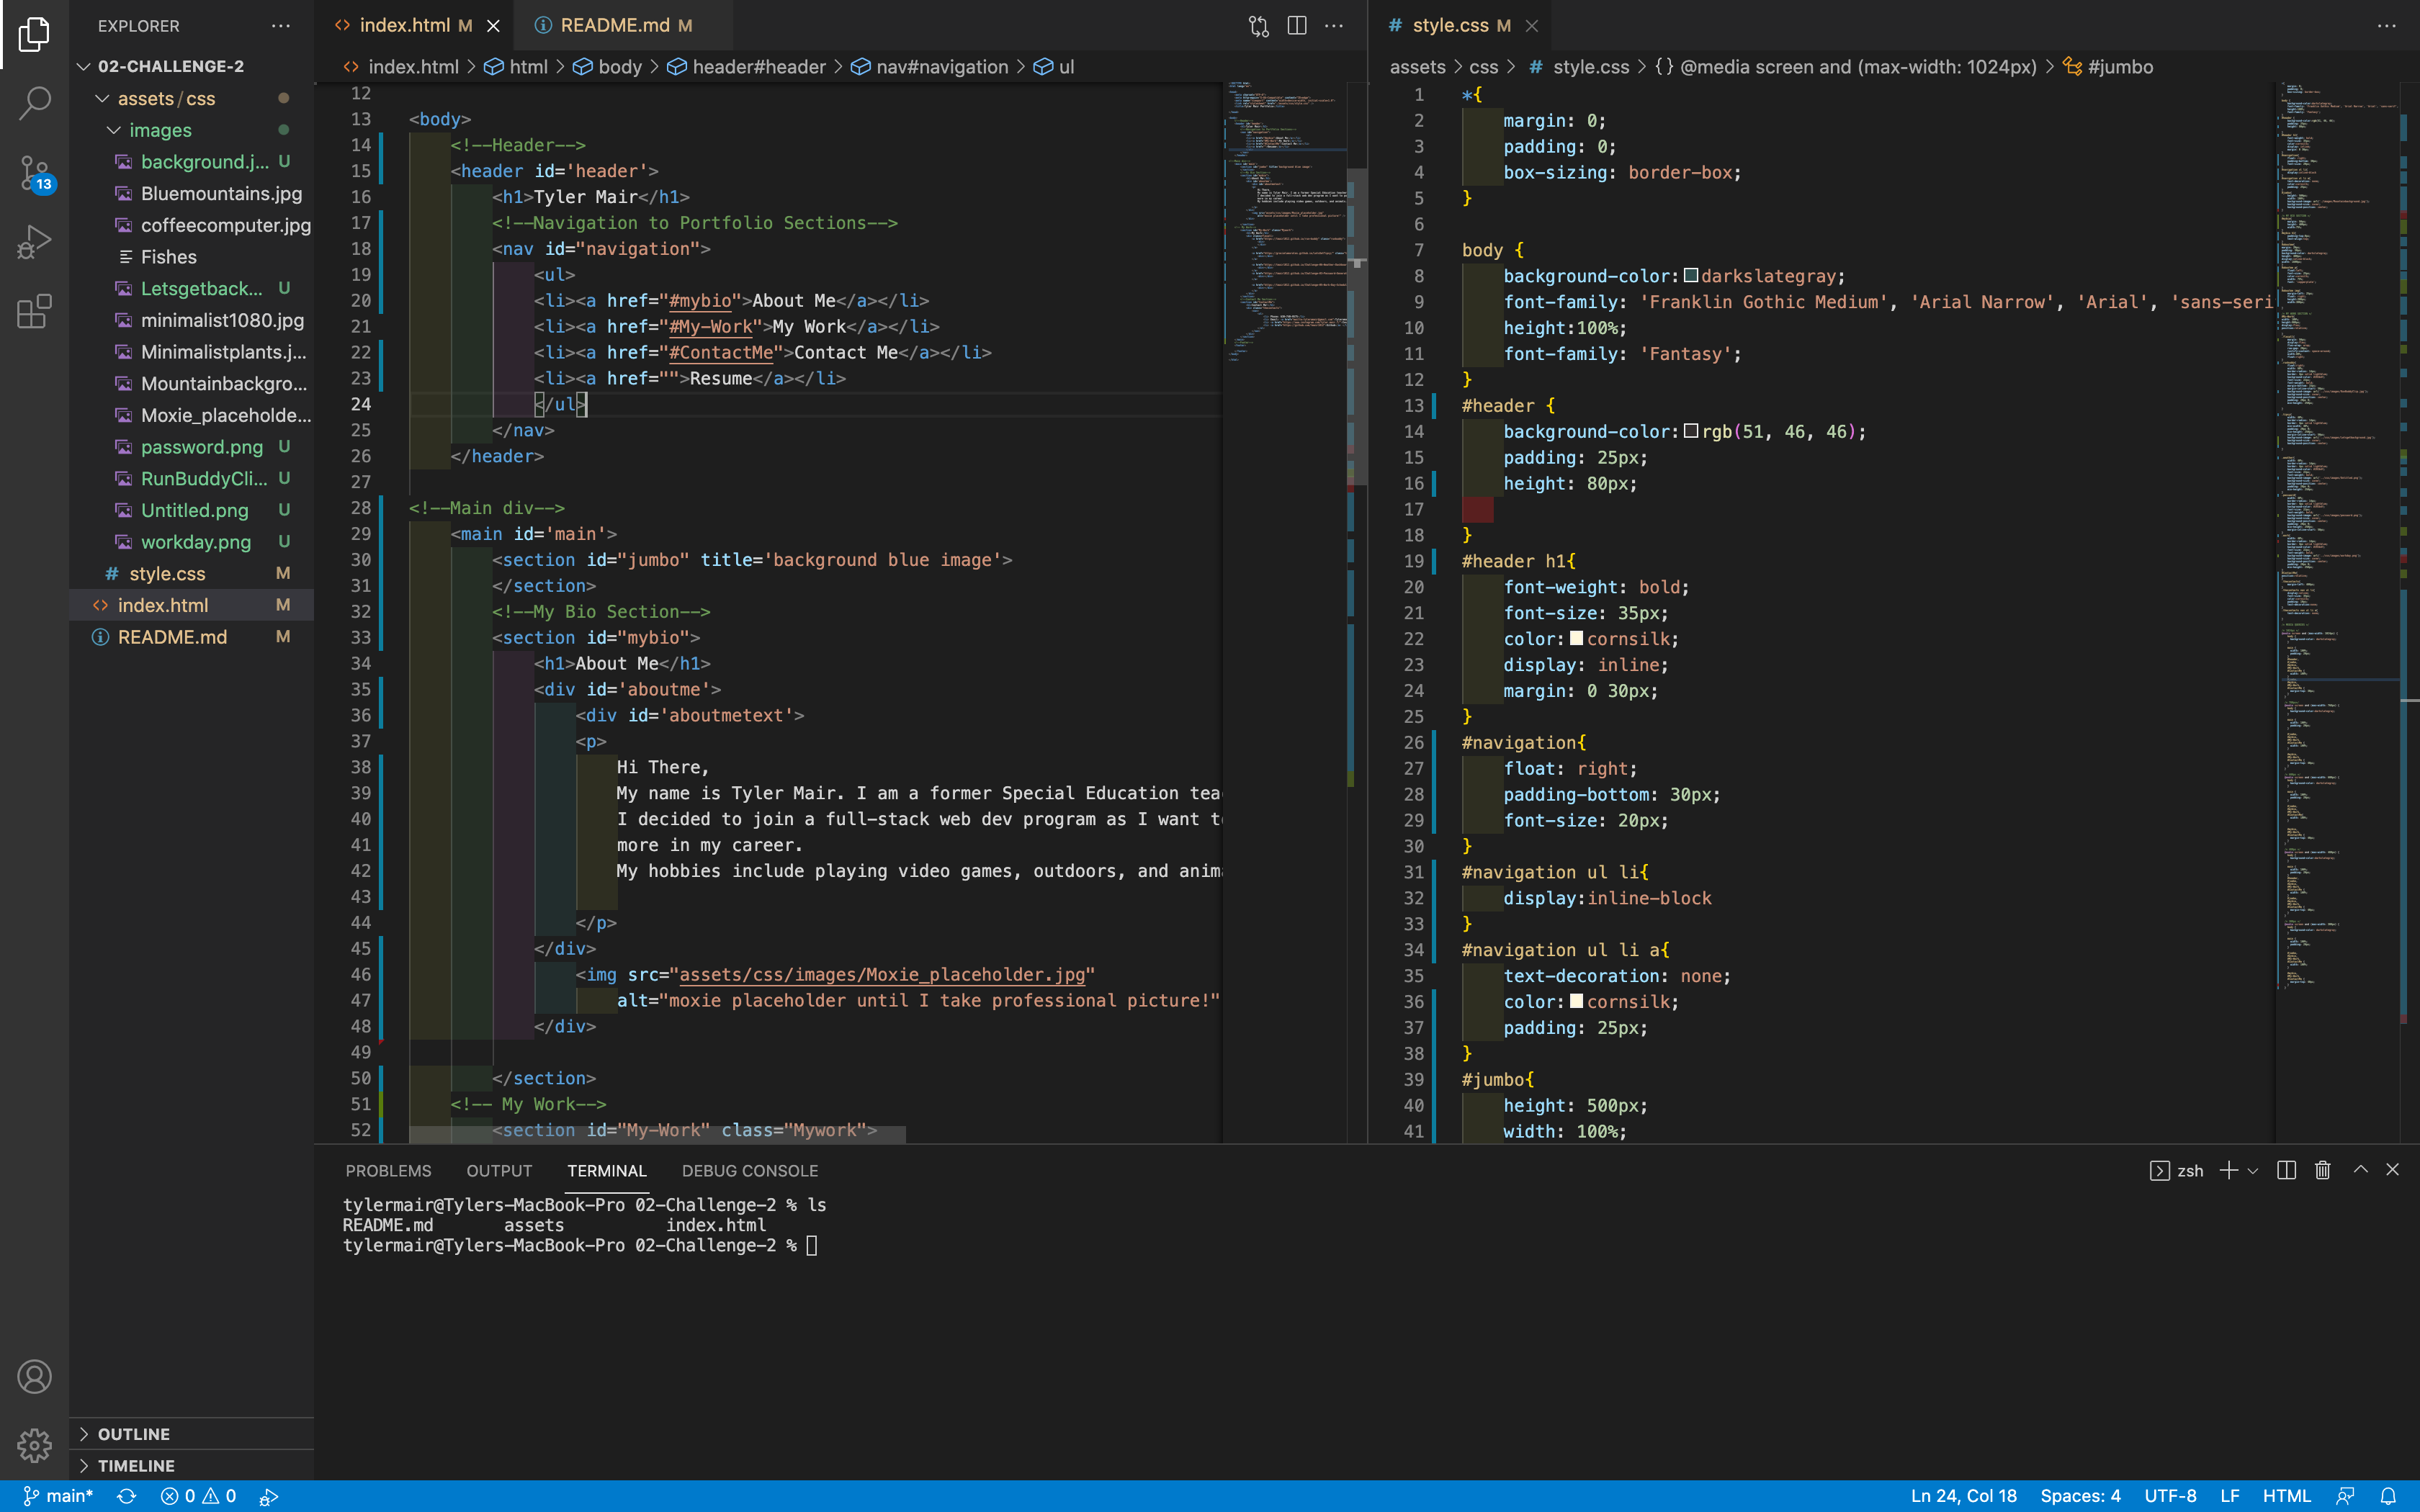 EXPLORER
02-CHALLENGE-2
assets/css
images
background.j... U
Bluemountains.jpg
coffeecomputer.jpg
Fishes
Letsgetback... U
minimalist1080.jpg
Minimalistplants.j...
Mountainbackgro...
Moxie_placeholde...
password.png U
RunBuddyCli... U
Untitled.png U
workday.png U
style.css M
index.html M
README.md M
OUTLINE
TIMELINE
13
index.html M
README.md M
index.html > html > body > header#header > nav#navigation > ul
12
13 <body>
14 <!--Header-->
15 <header id='header'>
16 <h1>Tyler Mair</h1>
17 <!--Navigation to Portfolio Sections-->
18 <nav id="navigation">
19 <ul>
20 <li><a href="#mybio">About Me</a></li>
21 <li><a href="#My-Work">My Work</a></li>
22 <li><a href="#ContactMe">Contact Me</a></li>
23 <li><a href="">Resume</a></li>
24 </ul>
25 </nav>
26 </header>
27
28 <!--Main div-->
29 <main id='main'>
30 <section id="jumbo" title='background blue image'>
31 </section>
32 <!--My Bio Section-->
33 <section id="mybio">
34 <h1>About Me</h1>
35 <div id='aboutme'>
36 <div id='aboutmetext'>
37 <p>
38 Hi There,
39 My name is Tyler Mair. I am a former Special Education tea
40 I decided to join a full-stack web dev program as I want t
41 more in my career.
42 My hobbies include playing video games, outdoors, and anim
43
44 </p>
45 </div>
46 <img src="assets/css/images/Moxie_placeholder.jpg"
47 alt="moxie placeholder until I take professional picture!"
48 </div>
49
50 </section>
51 <!-- My Work-->
52 <section id="My-Work" class="Mywork">
style.css M
assets > css > # style.css > {} @media screen and (max-width: 1024px) > #jumbo
1 *{
2 margin: 0;
3 padding: 0;
4 box-sizing: border-box;
5 }
6
7 body {
8 background-color: darkslategray;
9 font-family: 'Franklin Gothic Medium', 'Arial Narrow', 'Arial', 'sans-seri
10 height:100%;
11 font-family: 'Fantasy';
12 }
13 #header {
14 background-color: rgb(51, 46, 46);
15 padding: 25px;
16 height: 80px;
17
18 }
19 #header h1{
20 font-weight: bold;
21 font-size: 35px;
22 color: cornsilk;
23 display: inline;
24 margin: 0 30px;
25 }
26 #navigation{
27 float: right;
28 padding-bottom: 30px;
29 font-size: 20px;
30 }
31 #navigation ul li{
32 display:inline-block
33 }
34 #navigation ul li a{
35 text-decoration: none;
36 color: cornsilk;
37 padding: 25px;
38 }
39 #jumbo{
40 height: 500px;
41 width: 100%;
PROBLEMS OUTPUT TERMINAL DEBUG CONSOLE
zsh
tylermair@Tylers-MacBook-Pro 02-Challenge-2 % ls
README.md assets index.html
tylermair@Tylers-MacBook-Pro 02-Challenge-2 %
main* 0 0
Ln 24, Col 18 Spaces: 4 UTF-8 LF HTML